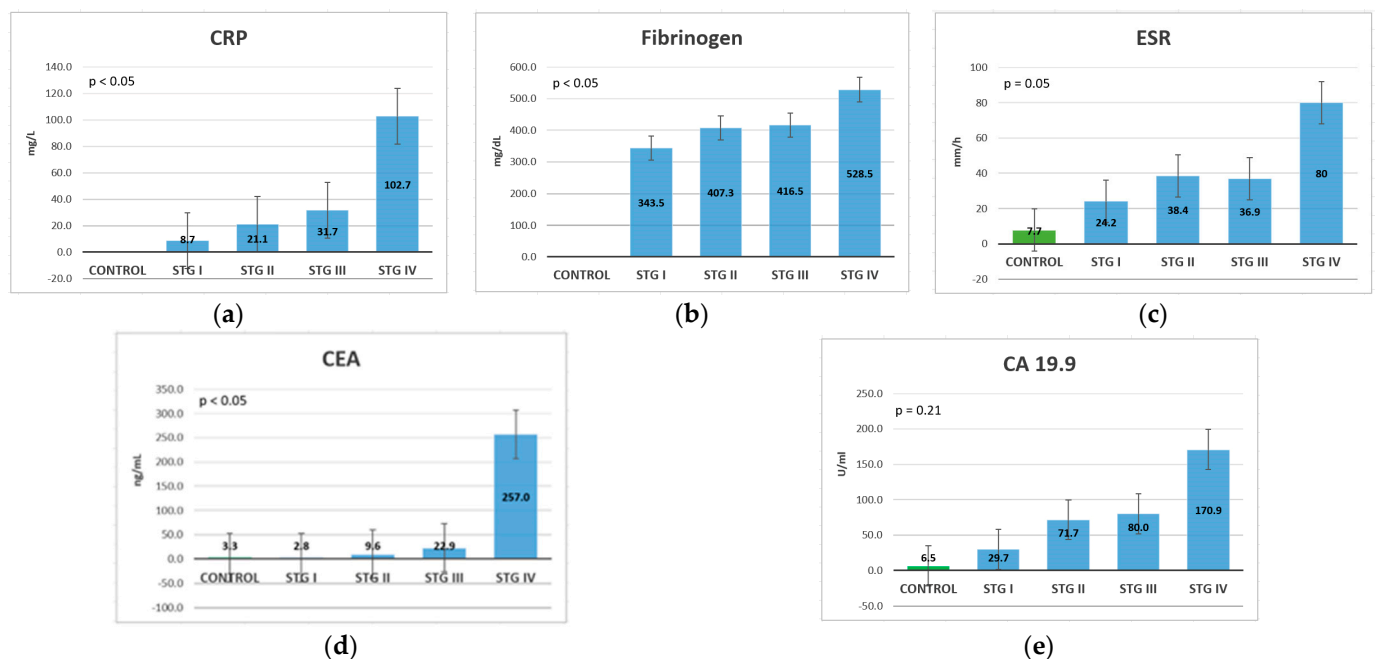 CRP
p < 0.05
mg/L
140.0
120.0
100.0
80.0
60.0
40.0
20.0
0.0
-20.0
8.7
21.1
31.7
102.7
CONTROL STG I STG II STG III STG IV
(a)
Fibrinogen
p < 0.05
mg/dL
600.0
500.0
400.0
300.0
200.0
100.0
0.0
343.5
407.3
416.5
528.5
CONTROL STG I STG II STG III STG IV
(b)
ESR
p = 0.05
mm/h
100
80
60
40
20
0
-20
7.7
24.2
38.4
36.9
80
CONTROL STG I STG II STG III STG IV
(c)
CEA
p < 0.05
ng/mL
350.0
300.0
250.0
200.0
150.0
100.0
50.0
0.0
-50.0
-100.0
3.3
2.8
9.6
22.9
257.0
CONTROL STG I STG II STG III STG IV
(d)
CA 19.9
p = 0.21
U/ml
250.0
200.0
150.0
100.0
50.0
0.0
-50.0
6.5
29.7
71.7
80.0
170.9
CONTROL STG I STG II STG III STG IV
(e)